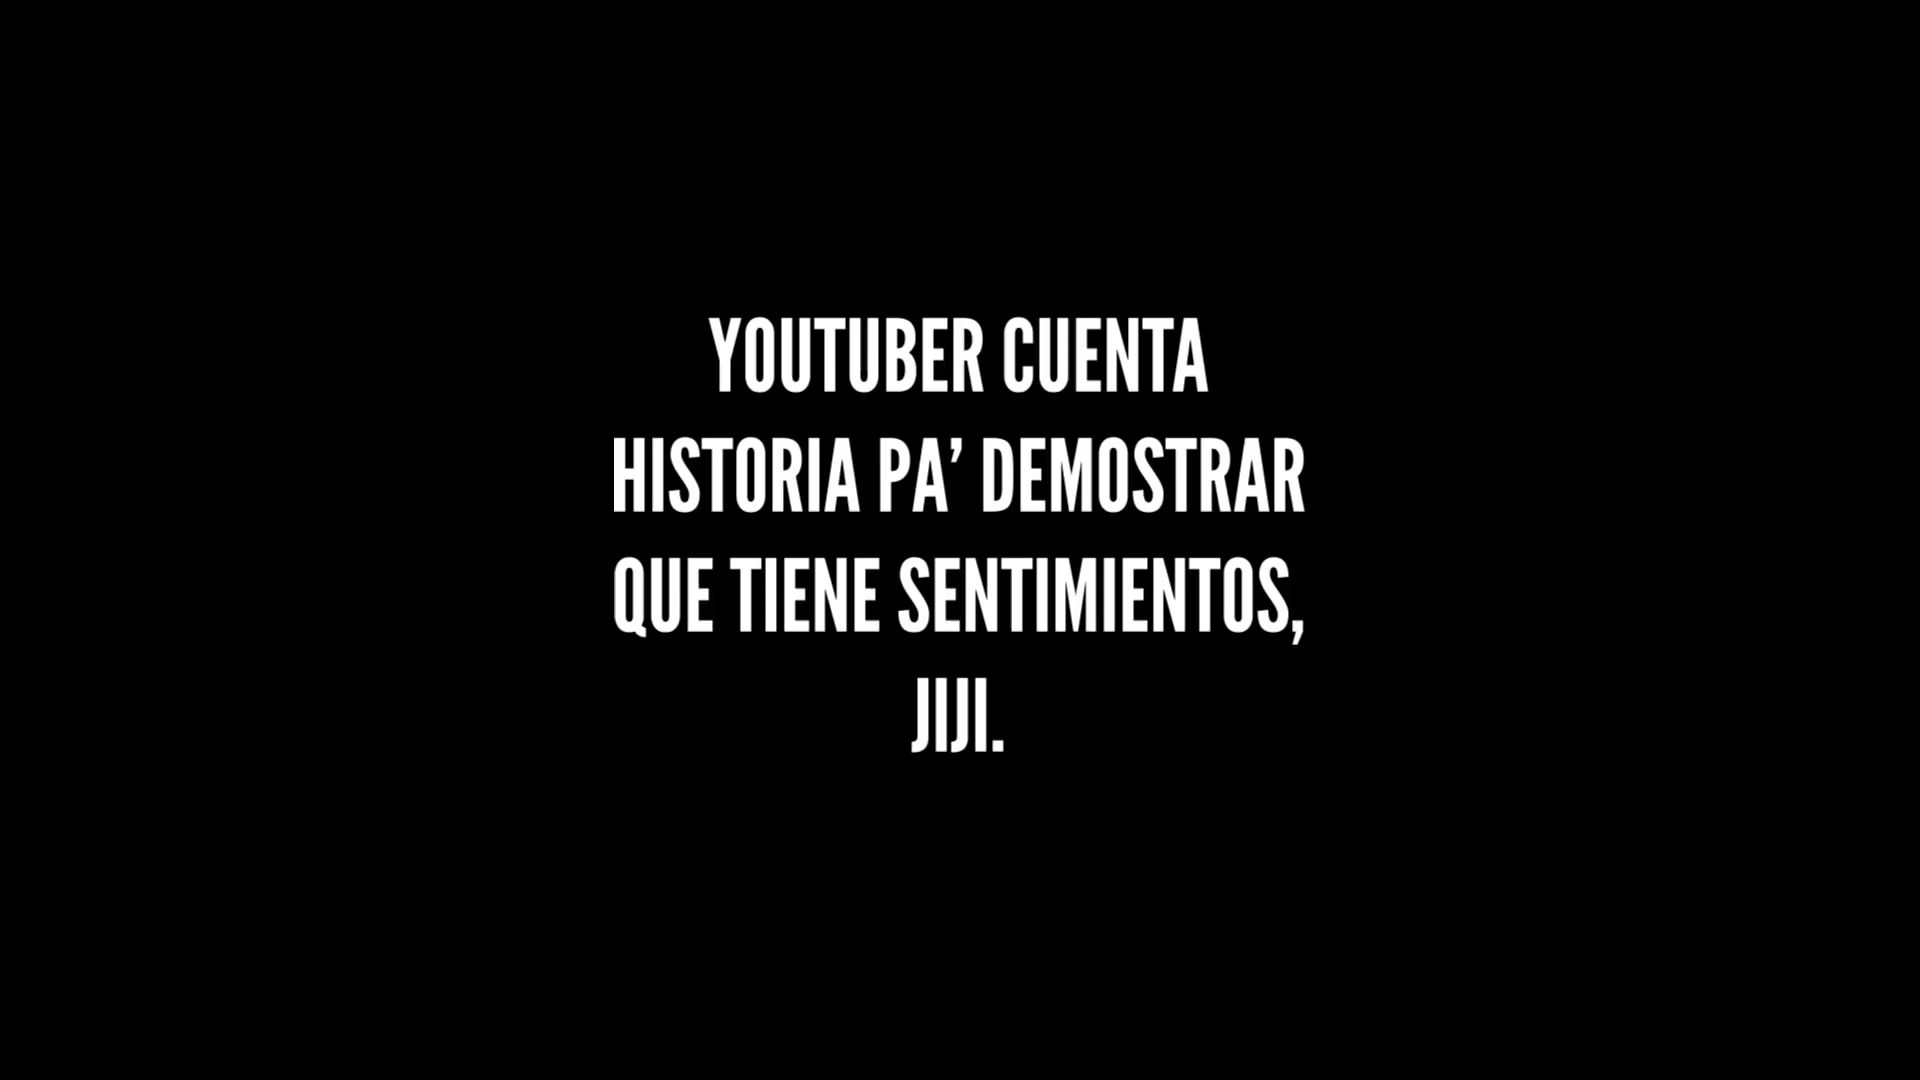 YOUTUBER CUENTA
HISTORIA PA’ DEMOSTRAR
QUE TIENE SENTIMIENTOS,
JIJI.